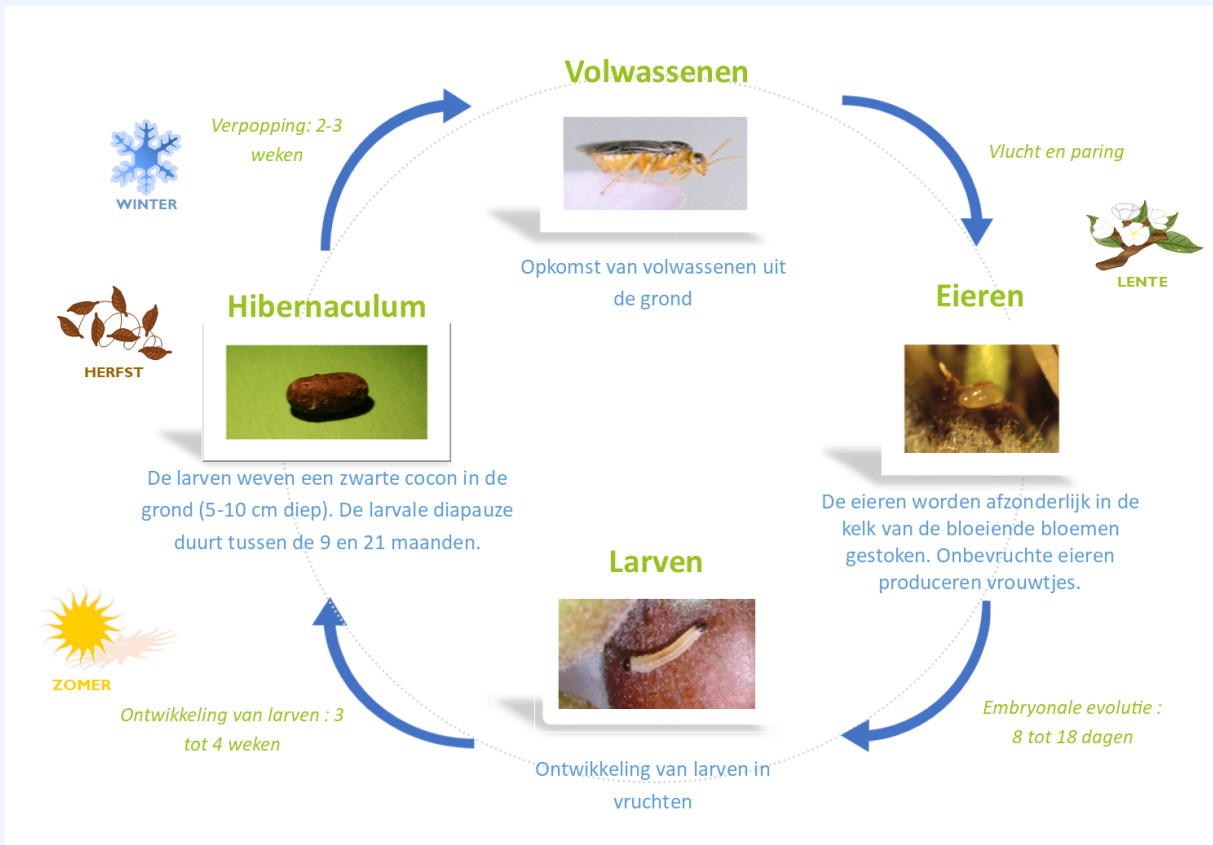 Volwassenen
Verpopping: 2-3
weken
Vlucht en paring
WINTER
Opkomst van volwassenen uit
de grond
LENTE
Hibernaculum
Eieren
HERFST
De larven weven een zwarte cocon in de
grond (5-10 cm diep). De larvale diapauze
duurt tussen de 9 en 21 maanden.
De eieren worden afzonderlijk in de
kelk van de bloeiende bloemen
gestoken. Onbevruchte eieren
produceren vrouwtjes.
Larven
ZOMER
Ontwikkeling van larven : 3
tot 4 weken
Embryonale evolutie :
8 tot 18 dagen
Ontwikkeling van larven in
vruchten